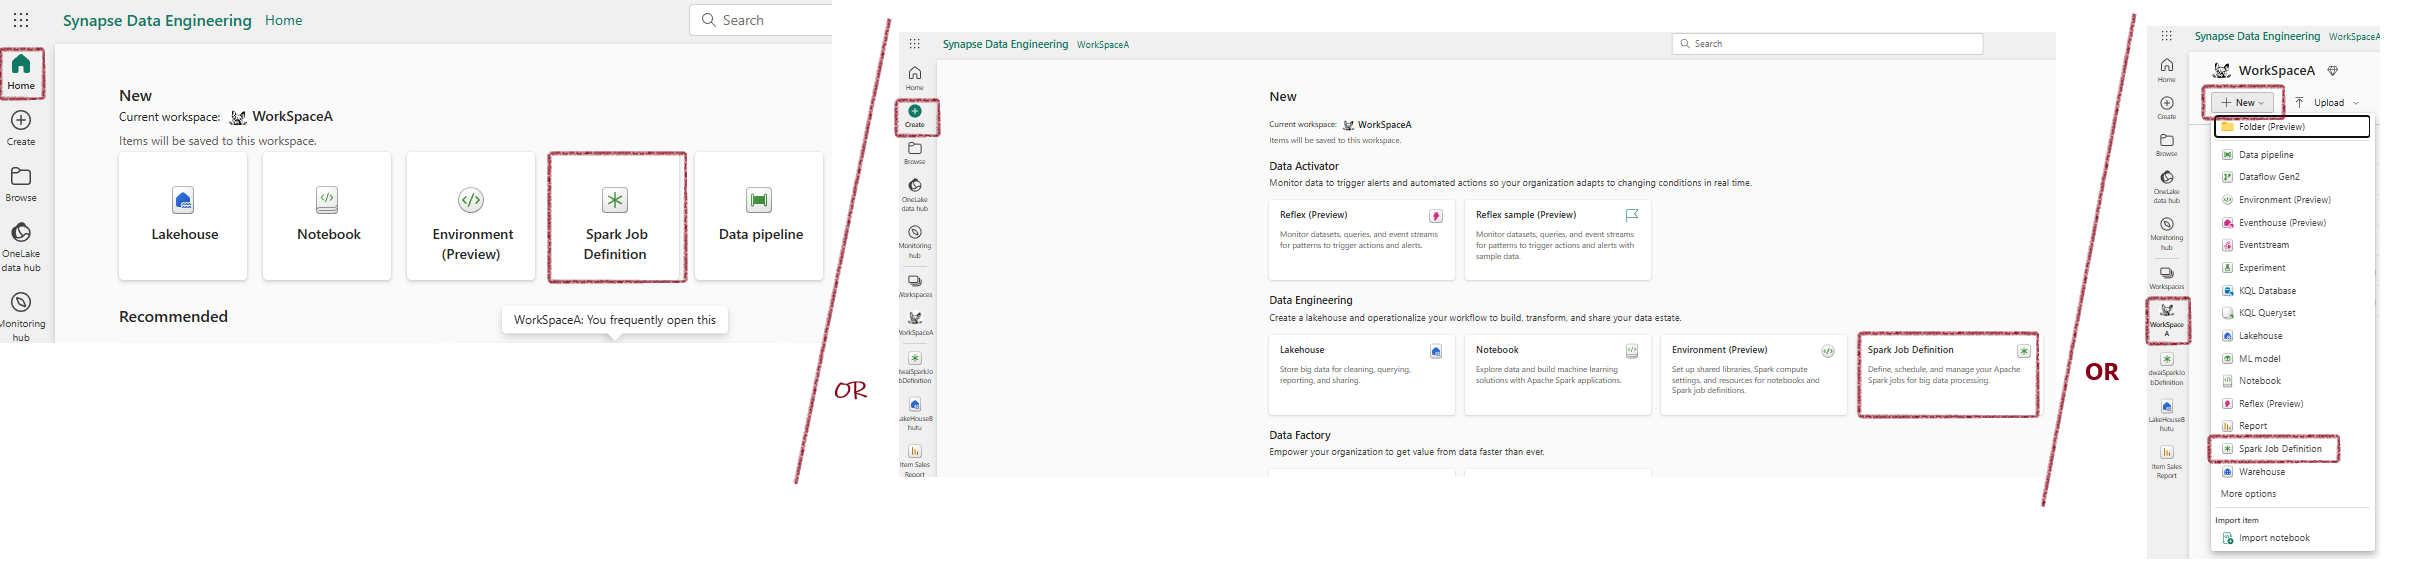 Synapse Data Engineering Home
Search
Home
Create
Browse
OneLake
data hub
Monitoring
hub
New
Current workspace: WorkSpaceA
Items will be saved to this workspace.
Lakehouse
Notebook
Environment
(Preview)
Spark Job
Definition
Data pipeline
Recommended
WorkSpaceA: You frequently open this
OR
Synapse Data Engineering WorkSpaceA
Search
Home
Create
Browse
OneLake
data hub
Monitoring
hub
Workspaces
WorkSpaceA
dwaiSparkJo
bDefinition
LakeHouseB
hutu
Item Sales
Report
New
Current workspace: WorkSpaceA
Items will be saved to this workspace.
Data Activator
Monitor data to trigger alerts and automated actions so your organization adapts to changing conditions in real time.
Reflex (Preview)
Monitor datasets, queries, and event streams
for patterns to trigger actions and alerts.
Reflex sample (Preview)
Monitor datasets, queries, and event streams
for patterns to trigger actions and alerts with
sample data.
Data Engineering
Create a lakehouse and operationalize your workflow to build, transform, and share your data estate.
Lakehouse
Store big data for cleaning, querying,
reporting, and sharing.
Notebook
Explore data and build machine learning
solutions with Apache Spark applications.
Environment (Preview)
Set up shared libraries, Spark compute
settings, and resources for notebooks and
Spark job definitions.
Spark Job Definition
Define, schedule, and manage your Apache
Spark jobs for big data processing.
Data Factory
Empower your organization to get value from data faster than ever.
OR
Synapse Data Engineering WorkSpaceA
Home
Create
Browse
OneLake
data hub
Monitoring
hub
Workspaces
WorkSpace
A
dwaiSparkJo
bDefinition
LakeHouseB
hutu
Item Sales
Report
WorkSpaceA
New
Upload
Folder (Preview)
Data pipeline
Dataflow Gen2
Environment (Preview)
Eventhouse (Preview)
Eventstream
Experiment
KQL Database
KQL Queryset
Lakehouse
ML model
Notebook
Reflex (Preview)
Report
Spark Job Definition
Warehouse
More options
Import item
Import notebook